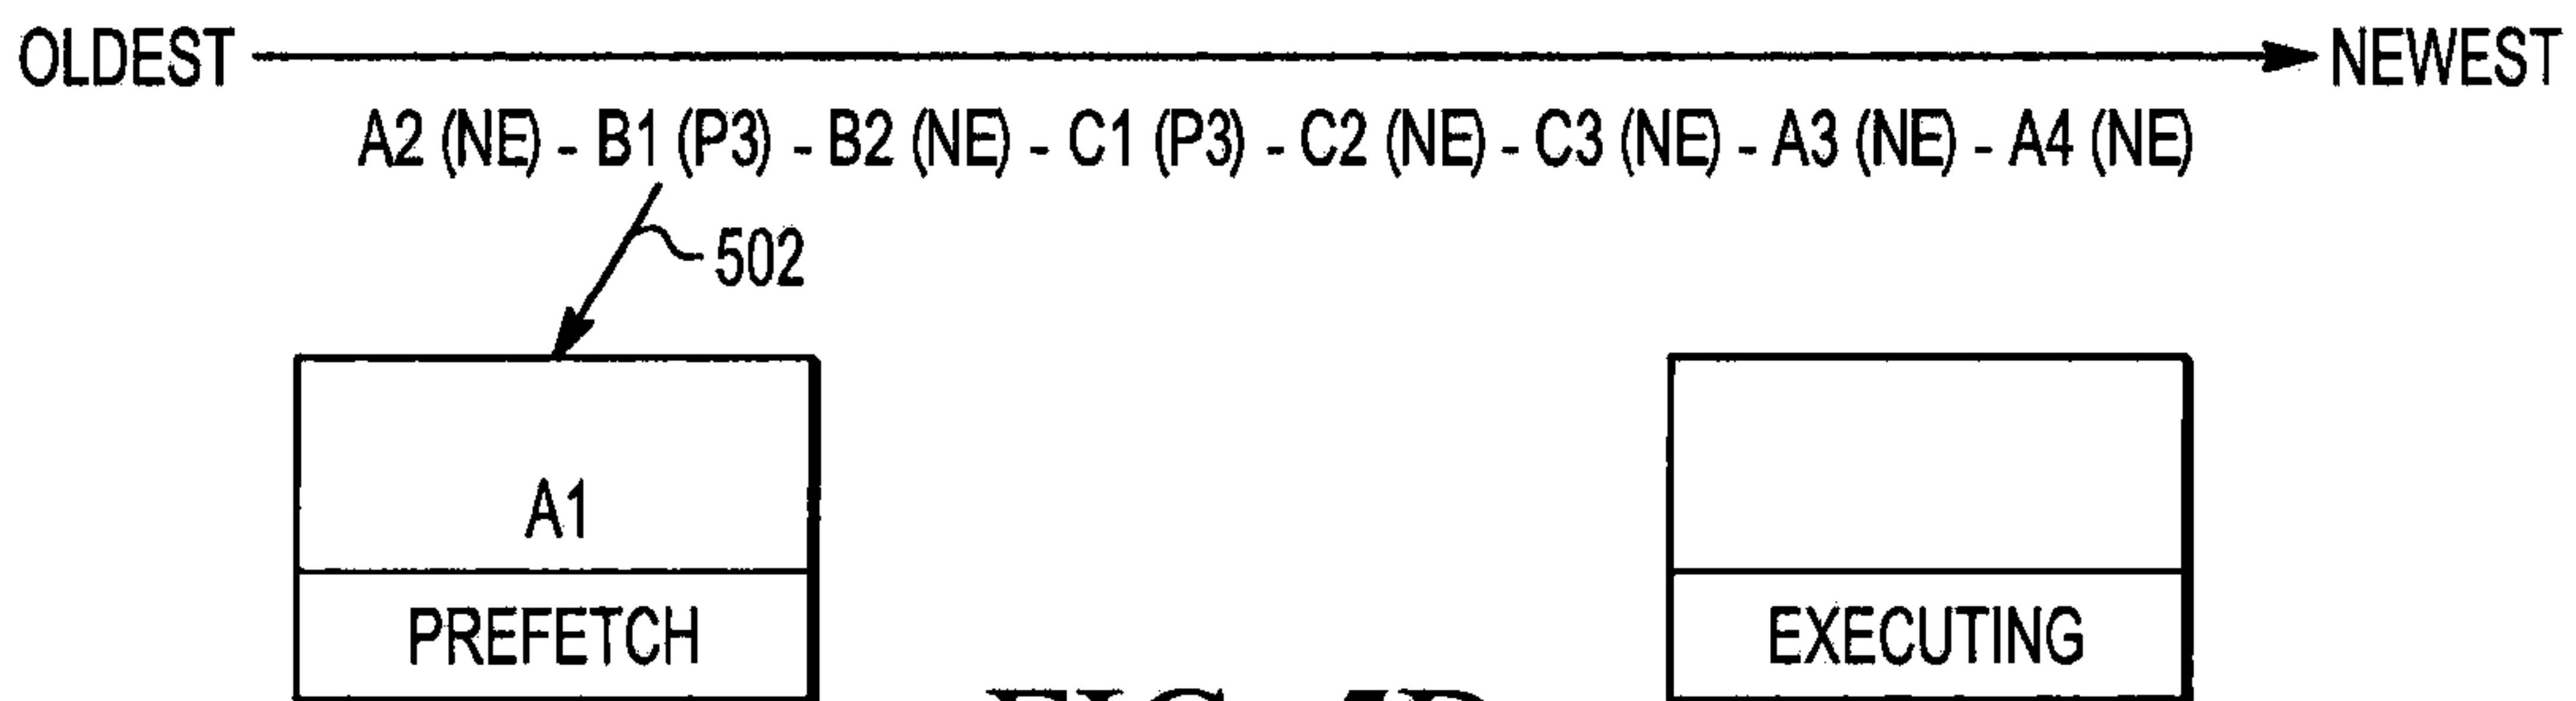 OLDEST NEWEST
A2 (NE) - B1 (P3) - B2 (NE) - C1 (P3) - C2 (NE) - C3 (NE) - A3 (NE) - A4 (NE)
502
A1
PREFETCH EXECUTING